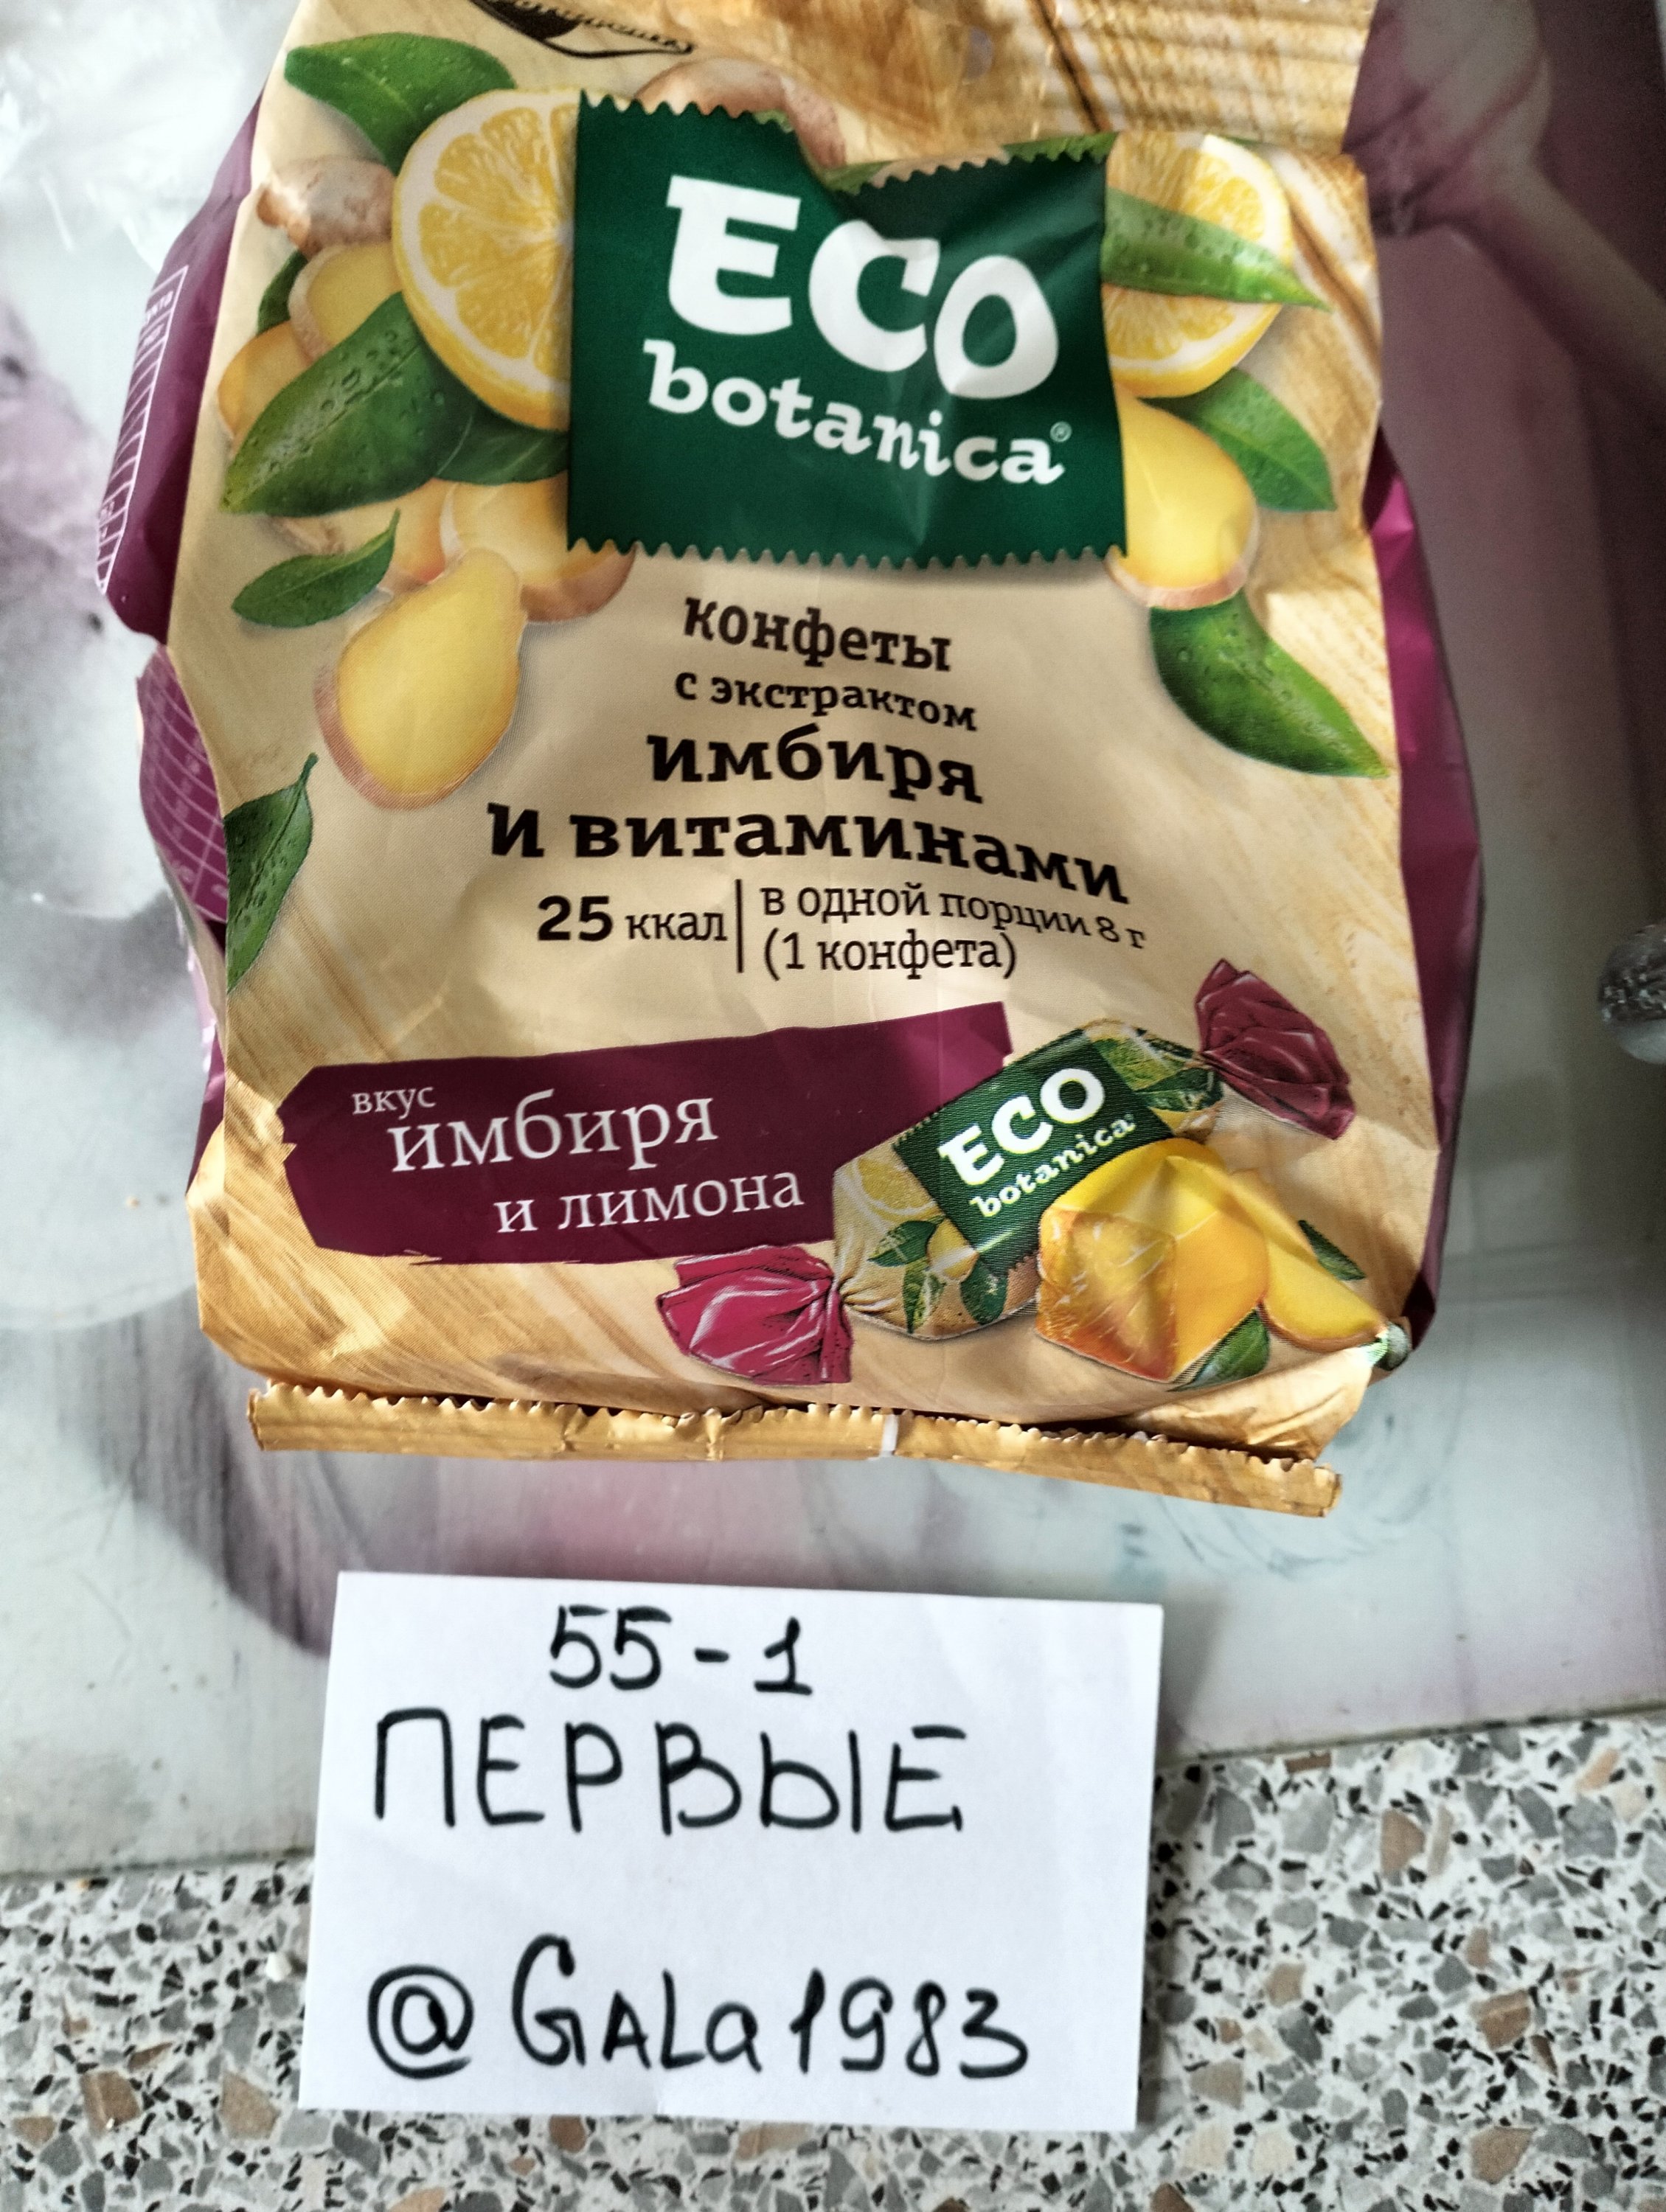 ECO
botanica®
конфеты
с экстрактом
имбиря
и витаминами
25 ккал
в одной порции 8 г
(1 конфета)
вкус
имбиря
и лимона
ECO
botanica
55-1
ПЕРВЫЕ
@GALa1983